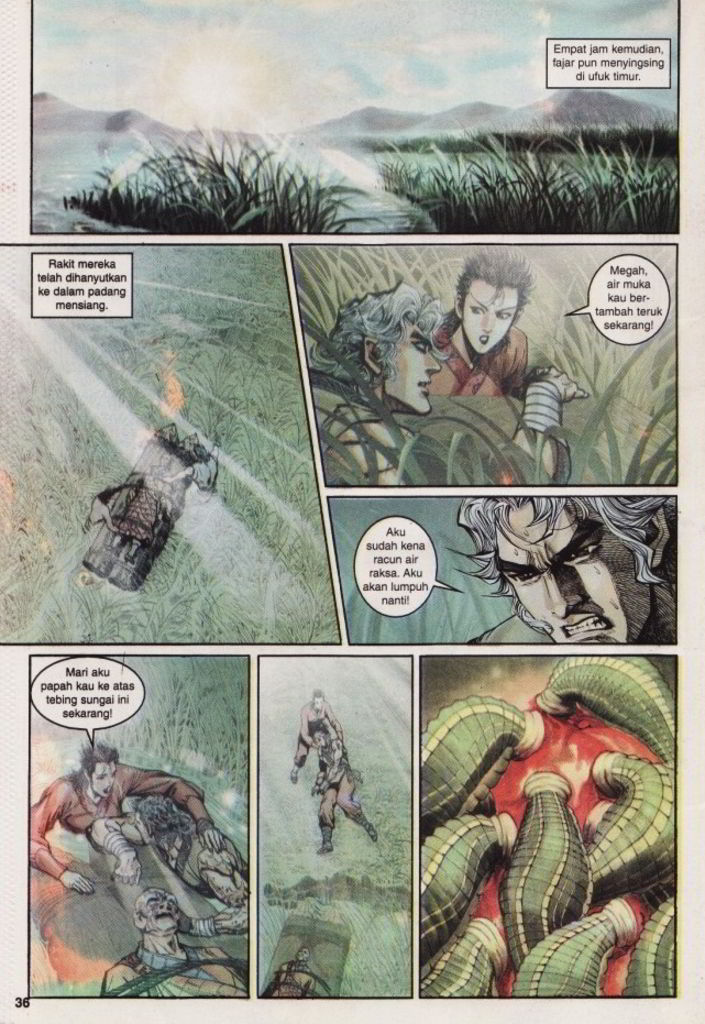 Empat jam kemudian,
fajar pun menyingsing
di ufuk timur.
Rakit mereka
telah dihanyutkan
ke dalam padang
mensiang.
Megah,
air muka
kau ber-
tambah teruk
sekarang!
Aku
sudah kena
racun air
raksa. Aku
akan lumpuh
nanti!
Mari aku
papah kau ke atas
tebing sungai ini
sekarang!
36